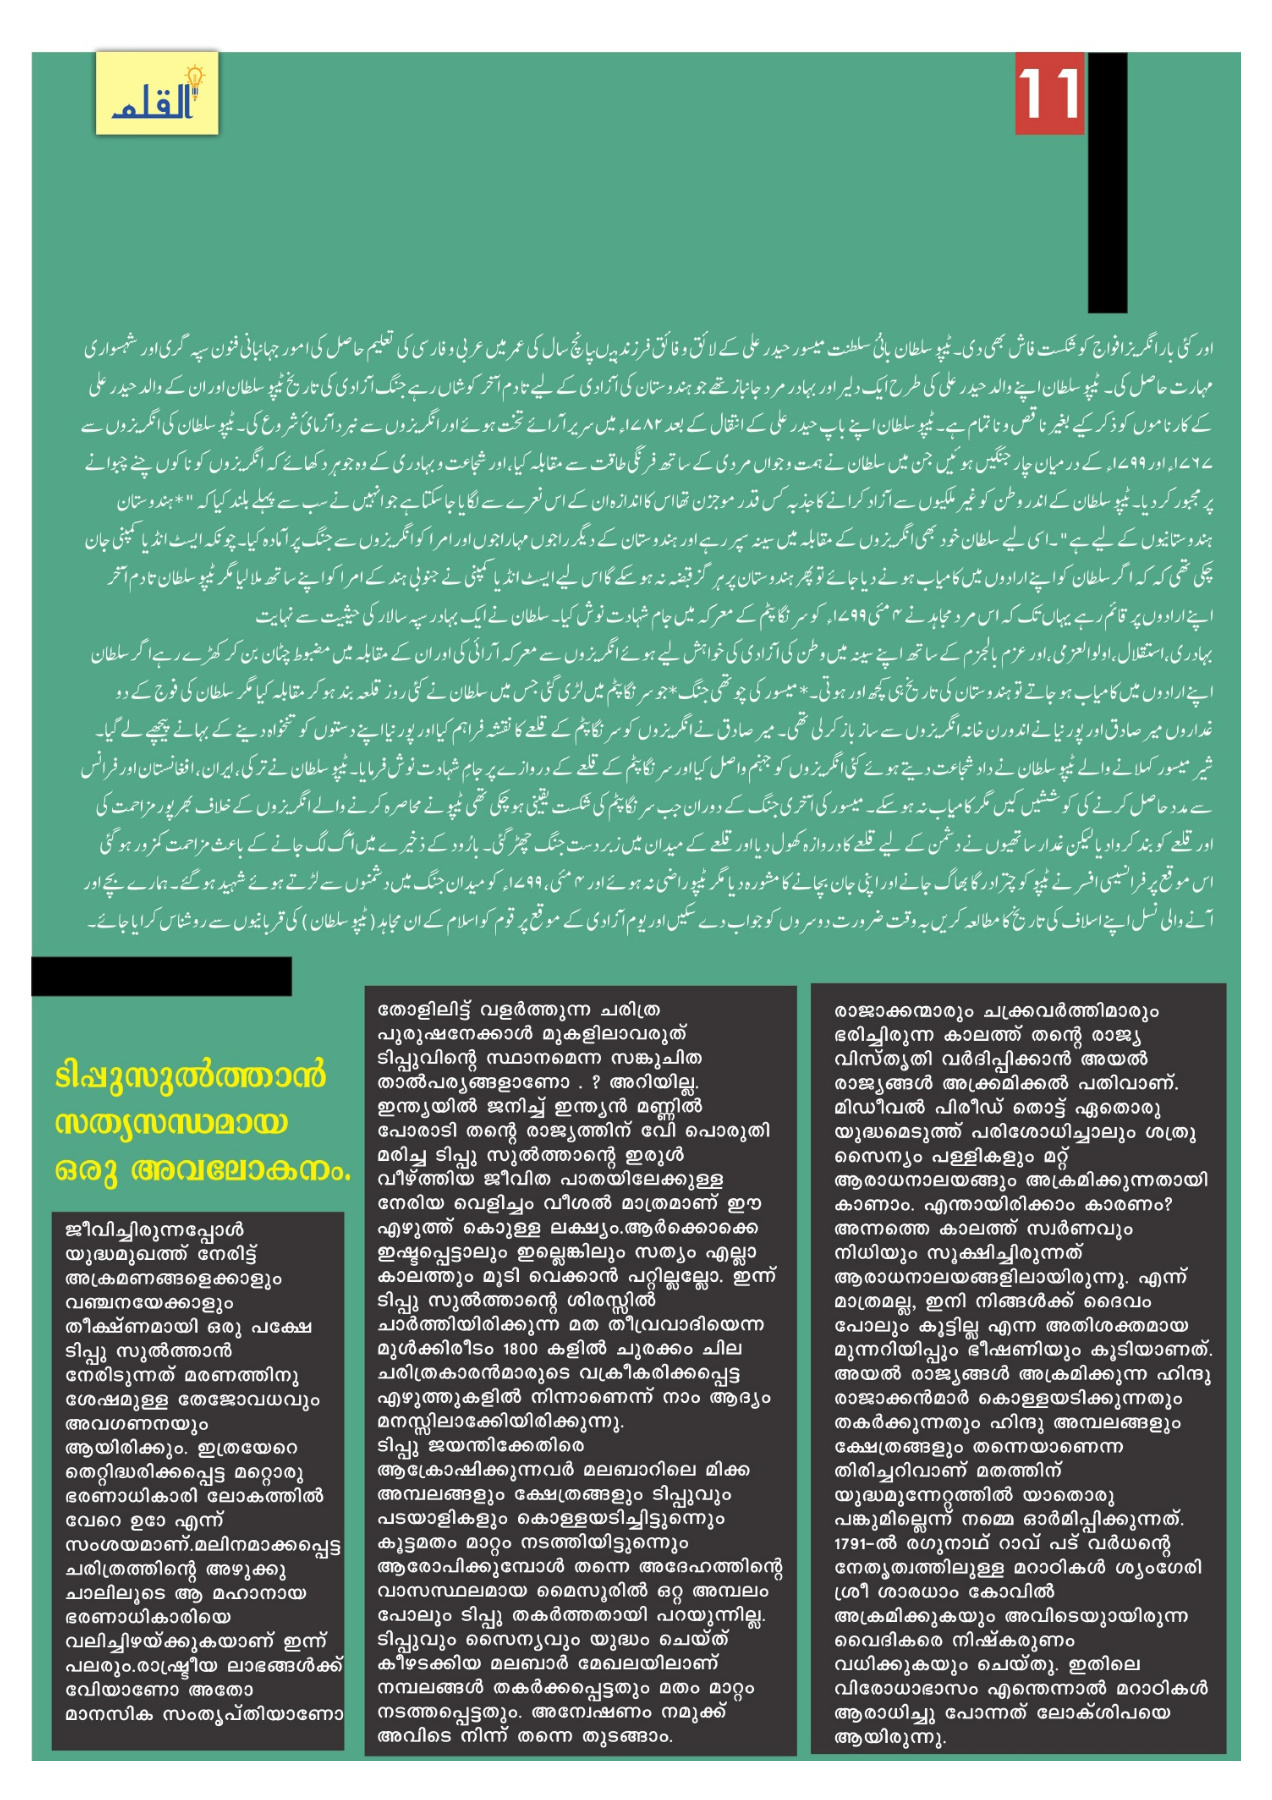 القلم
11
اور کئی بار انگریز افواج کو شکست فاش بھی دی۔ ٹیپو سلطان بانیٔ سلطنت میسور حیدر علی کے لائق و فائق فرزند ہیں پانچ سال کی عمر میں عربی و فارسی کی تعلیم حاصل کی امور جہانبانی فنون سپہ گری اور شہسواری
مہارت حاصل کی۔ ٹیپو سلطان اپنے والد حیدر علی کی طرح ایک دلیر اور بہادر مرد جانباز تھے جو ہندوستان کی آزادی کے لیے تا دم آخر کوشاں رہے جنگ آزادی کی تاریخ ٹیپو سلطان اور ان کے والد حیدر علی
کے کارناموں کو ذکر کیے بغیر ناقص و ناتمام ہے۔ ٹیپو سلطان اپنے باپ حیدر علی کے انتقال کے بعد ۱۷۸۲ء میں سریر آرائے تخت ہوئے اور انگریزوں سے نبرد آزمائی شروع کی۔ ٹیپو سلطان کی انگریزوں سے
۱۷۶۷ء اور ۱۷۹۹ء کے درمیان چار جنگیں ہوئیں جن میں سلطان نے ہمت و جواں مردی کے ساتھ فرنگی طاقت سے مقابلہ کیا، اور شجاعت و بہادری کے وہ جوہر دکھائے کہ انگریزوں کو ناکوں چنے چبوانے
پر مجبور کر دیا۔ ٹیپو سلطان کے اندر وطن کو غیر ملکیوں سے آزاد کرانے کا جذبہ کس قدر موجزن تھا اس کا اندازہ ان کے اس نعرے سے لگایا جا سکتا ہے جو انہیں نے سب سے پہلے بلند کیا کہ "*ہندوستان
ہندوستانیوں کے لیے ہے"۔ اسی لیے سلطان خود بھی انگریزوں کے مقابلہ میں سینہ سپر رہے اور ہندوستان کے دیگر راجوں مہاراجوں اور امرا کو انگریزوں سے جنگ پر آمادہ کیا۔ چونکہ ایسٹ انڈیا کمپنی جان
چکی تھی کہ کہ اگر سلطان کو اپنے ارادوں میں کامیاب ہونے دیا جائے تو پھر ہندوستان پر ہر گز قبضہ نہ ہو سکے گا اس لیے ایسٹ انڈیا کمپنی نے جنوبی ہند کے امرا کو اپنے ساتھ ملا لیا مگر ٹیپو سلطان تا دم آخر
اپنے ارادوں پر قائم رہے یہاں تک کہ اس مرد مجاہد نے ۴ مئی ۱۷۹۹ء کو سرنگا پٹم کے معرکہ میں جام شہادت نوش کیا۔ سلطان نے ایک بہادر سپہ سالار کی حیثیت سے نہایت
بہادری، استقلال، اولوالعزمی، اور عزم بالجزم کے ساتھ اپنے سینہ میں وطن کی آزادی کی خواہش لیے ہوئے انگریزوں سے معرکہ آرائی کی اور ان کے مقابلہ میں مضبوط چٹان بن کر کھڑے رہے اگر سلطان
اپنے ارادوں میں کامیاب ہو جاتے تو ہندوستان کی تاریخ ہی کچھ اور ہوتی۔ *میسور کی چوتھی جنگ* جو سرنگا پٹم میں لڑی گئی جس میں سلطان نے کئی روز قلعہ بند ہو کر مقابلہ کیا مگر سلطان کی فوج کے دو
غداروں میر صادق اور پورنیا نے اندورن خانہ انگریزوں سے ساز باز کر لی تھی۔ میر صادق نے انگریزوں کو سرنگا پٹم کے قلعے کا نقشہ فراہم کیا اور پورنیا اپنے دستوں کو تنخواہ دینے کے بہانے پیچھے لے گیا۔
شیر میسور کہلانے والے ٹیپو سلطان نے داد شجاعت دیتے ہوئے کئی انگریزوں کو جہنم واصل کیا اور سرنگا پٹم کے قلعے کے دروازے پر جام شہادت نوش فرمایا۔ ٹیپو سلطان نے ترکی، ایران، افغانستان اور فرانس
سے مدد حاصل کرنے کی کوششیں کیں مگر کامیاب نہ ہو سکے۔ میسور کی آخری جنگ کے دوران جب سرنگا پٹم کی شکست یقینی ہو چکی تھی ٹیپو نے محاصرہ کرنے والے انگریزوں کے خلاف بھرپور مزاحمت کی
اور قلعے کو بند کروا دیا لیکن غدار ساتھیوں نے دشمن کے لیے قلعے کا دروازہ کھول دیا اور قلعے کے میدان میں زبردست جنگ چھڑ گئی۔ بارُود کے ذخیرے میں آگ لگ جانے کے باعث مزاحمت کمزور ہو گئی
اس موقع پر فرانسیسی افسر نے ٹیپو کو چترادرگا بھاگ جانے اور اپنی جان بچانے کا مشورہ دیا مگر ٹیپو راضی نہ ہوئے اور ۴ مئی، ۱۷۹۹ء کو میدان جنگ میں دشمنوں سے لڑتے ہوئے شہید ہو گئے۔ ہمارے بچے اور
آنے والی نسل اپنے اسلاف کی تاریخ کا مطالعہ کریں بہ وقت ضرورت دوسروں کو جواب دے سکیں اور یوم آزادی کے موقع پر قوم کو اسلام کے ان مجاہد (ٹیپو سلطان) کی قربانیوں سے روشناس کرایا جائے۔
ടിപ്പുസുൽത്താൻ
സത്യസന്ധമായ
ഒരു അവലോകനം.
ജീവിച്ചിരുന്നപ്പോൾ
യുദ്ധമുഖത്ത് നേരിട്ട്
അക്രമണങ്ങളെക്കാളും
വഞ്ചനയേക്കാളും
തീക്ഷ്ണമായി ഒരു പക്ഷേ
ടിപ്പു സുൽത്താൻ
നേരിടുന്നത് മരണത്തിനു
ശേഷമുള്ള തേജോവധവും
അവഗണനയും
ആയിരിക്കും. ഇത്രയേറെ
തെറ്റിദ്ധരിക്കപ്പെട്ട മറ്റൊരു
ഭരണാധികാരി ലോകത്തിൽ
വേറെ ഉോ എന്ന്
സംശയമാണ്.മലിനമാക്കപ്പെട്ട
ചരിത്രത്തിന്റെ അഴുക്കു
ചാലിലൂടെ ആ മഹാനായ
ഭരണാധികാരിയെ
വലിച്ചിഴയ്ക്കുകയാണ് ഇന്ന്
പലരും.രാഷ്ട്രീയ ലാഭങ്ങൾക്ക്
വേിയാണോ അതോ
മാനസിക സംതൃപ്തിയാണോ
തോളിലിട്ട് വളർത്തുന്ന ചരിത്ര
പുരുഷനേക്കാൾ മുകളിലാവരുത്
ടിപ്പുവിന്റെ സ്ഥാനമെന്ന സങ്കുചിത
താൽപര്യങ്ങളാണോ . ? അറിയില്ല.
ഇന്ത്യയിൽ ജനിച്ച് ഇന്ത്യൻ മണ്ണിൽ
പോരാടി തന്റെ രാജ്യത്തിന് വേി പൊരുതി
മരിച്ച ടിപ്പു സുൽത്താന്റെ ഇരുൾ
വീഴ്ത്തിയ ജീവിത പാതയിലേക്കുള്ള
നേരിയ വെളിച്ചം വീശൽ മാത്രമാണ് ഈ
എഴുത്ത് കൊുള്ള ലക്ഷ്യം.ആർക്കൊക്കെ
ഇഷ്ടപ്പെട്ടാലും ഇല്ലെങ്കിലും സത്യം എല്ലാ
കാലത്തും മൂടി വെക്കാൻ പറ്റില്ലല്ലോ. ഇന്ന്
ടിപ്പു സുൽത്താന്റെ ശിരസ്സിൽ
ചാർത്തിയിരിക്കുന്ന മത തീവ്രവാദിയെന്ന
മുൾക്കിരീടം 1800 കളിൽ ചുരക്കം ചില
ചരിത്രകാരൻമാരുടെ വക്രീകരിക്കപ്പെട്ട
എഴുത്തുകളിൽ നിന്നാണെന്ന് നാം ആദ്യം
മനസ്സിലാക്കേിയിരിക്കുന്നു.
ടിപ്പു ജയന്തിക്കേതിരെ
ആക്രോഷിക്കുന്നവർ മലബാറിലെ മിക്ക
അമ്പലങ്ങളും ക്ഷേത്രങ്ങളും ടിപ്പുവും
പടയാളികളും കൊള്ളയടിച്ചിട്ടുന്നെും
കൂട്ടമതം മാറ്റം നടത്തിയിട്ടുന്നെും
ആരോപിക്കുമ്പോൾ തന്നെ അദേഹത്തിന്റെ
വാസസ്ഥലമായ മൈസൂരിൽ ഒറ്റ അമ്പലം
പോലും ടിപ്പു തകർത്തതായി പറയുന്നില്ല.
ടിപ്പുവും സൈന്യവും യുദ്ധം ചെയ്ത്
കീഴടക്കിയ മലബാർ മേഖലയിലാണ്
നമ്പലങ്ങൾ തകർക്കപ്പെട്ടതും മതം മാറ്റം
നടത്തപ്പെട്ടതും. അന്വേഷണം നമുക്ക്
അവിടെ നിന്ന് തന്നെ തുടങ്ങാം.
രാജാക്കന്മാരും ചക്രവർത്തിമാരും
ഭരിച്ചിരുന്ന കാലത്ത് തന്റെ രാജ്യ
വിസ്തൃതി വർദിപ്പിക്കാൻ അയൽ
രാജ്യങ്ങൾ അക്രമിക്കൽ പതിവാണ്.
മിഡീവൽ പിരീഡ് തൊട്ട് ഏതൊരു
യുദ്ധമെടുത്ത് പരിശോധിച്ചാലും ശത്രു
സൈന്യം പള്ളികളും മറ്റ്
ആരാധനാലയങ്ങും അക്രമിക്കുന്നതായി
കാണാം. എന്തായിരിക്കാം കാരണം?
അന്നത്തെ കാലത്ത് സ്വർണവും
നിധിയും സൂക്ഷിച്ചിരുന്നത്
ആരാധനാലയങ്ങളിലായിരുന്നു. എന്ന്
മാത്രമല്ല, ഇനി നിങ്ങൾക്ക് ദൈവം
പോലും കൂട്ടില്ല എന്ന അതിശക്തമായ
മുന്നറിയിപ്പും ഭീഷണിയും കൂടിയാണത്.
അയൽ രാജ്യങ്ങൾ അക്രമിക്കുന്ന ഹിന്ദു
രാജാക്കൻമാർ കൊള്ളയടിക്കുന്നതും
തകർക്കുന്നതും ഹിന്ദു അമ്പലങ്ങളും
ക്ഷേത്രങ്ങളും തന്നെയാണെന്ന
തിരിച്ചറിവാണ് മതത്തിന്
യുദ്ധമുന്നേറ്റത്തിൽ യാതൊരു
പങ്കുമില്ലെന്ന് നമ്മെ ഓർമിപ്പിക്കുന്നത്.
1791-ൽ രഗുനാഥ് റാവ് പട് വർധന്റെ
നേതൃത്വത്തിലുള്ള മറാഠികൾ ശ്യംഗേരി
ശ്രീ ശാരധാം കോവിൽ
അക്രമിക്കുകയും അവിടെയുായിരുന്ന
വൈദികരെ നിഷ്കരുണം
വധിക്കുകയും ചെയ്തു. ഇതിലെ
വിരോധാഭാസം എന്തെന്നാൽ മറാഠികൾ
ആരാധിച്ചു പോന്നത് ലോക്ശിപയെ
ആയിരുന്നു.